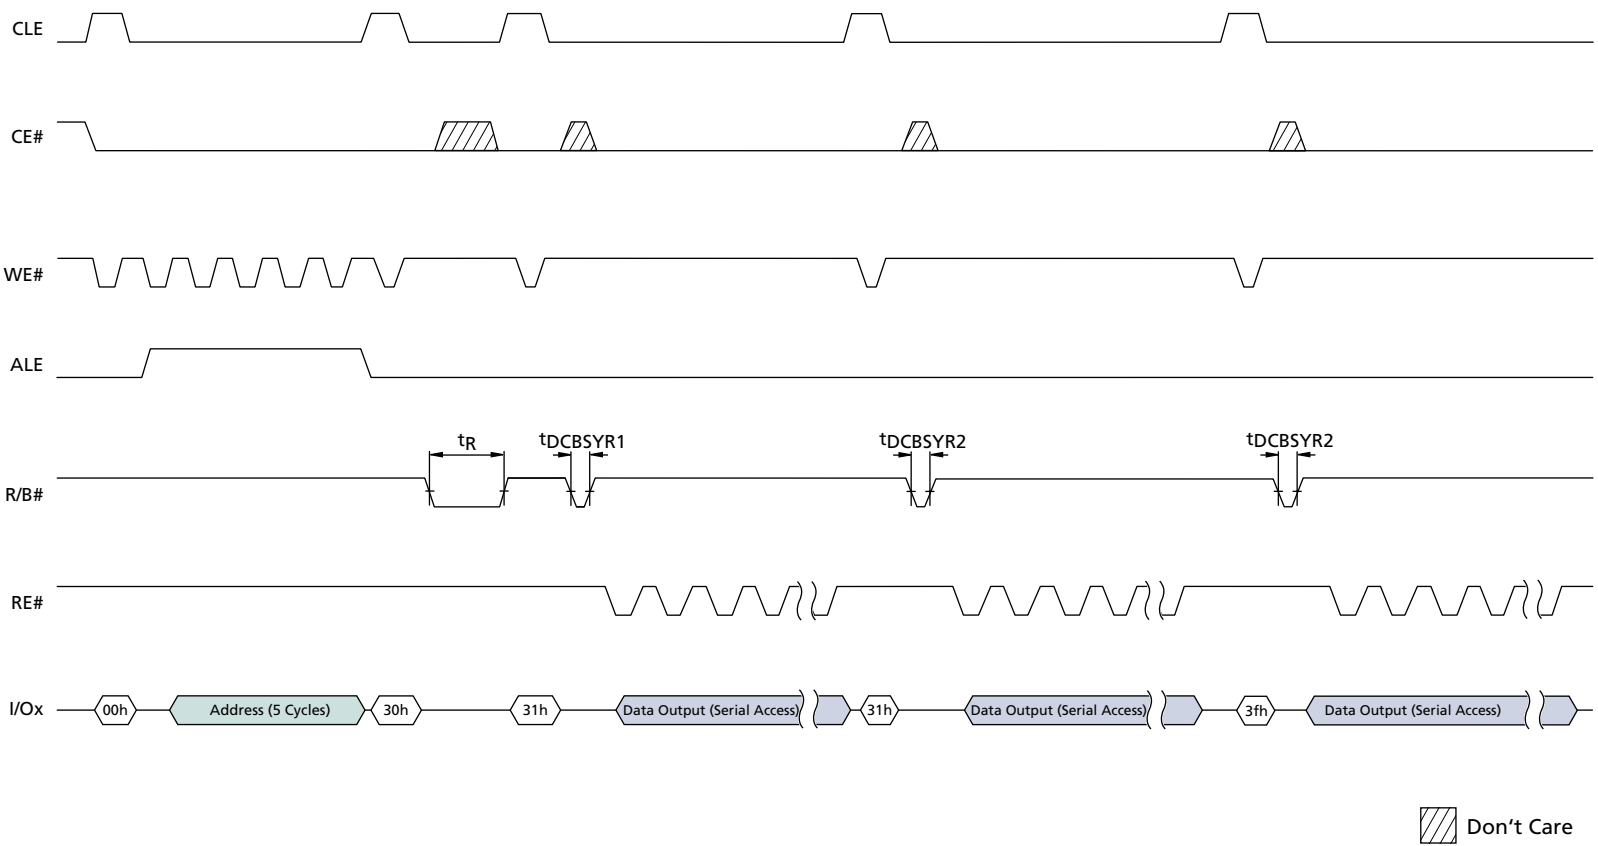 CLE
CE#
WE#
ALE
tR tDCBSYR1 tDCBSYR2 tDCBSYR2
R/B#
RE#
I/Ox 00h Address (5 Cycles) 30h 31h Data Output (Serial Access) 31h Data Output (Serial Access) 3fh Data Output (Serial Access)
Don't Care